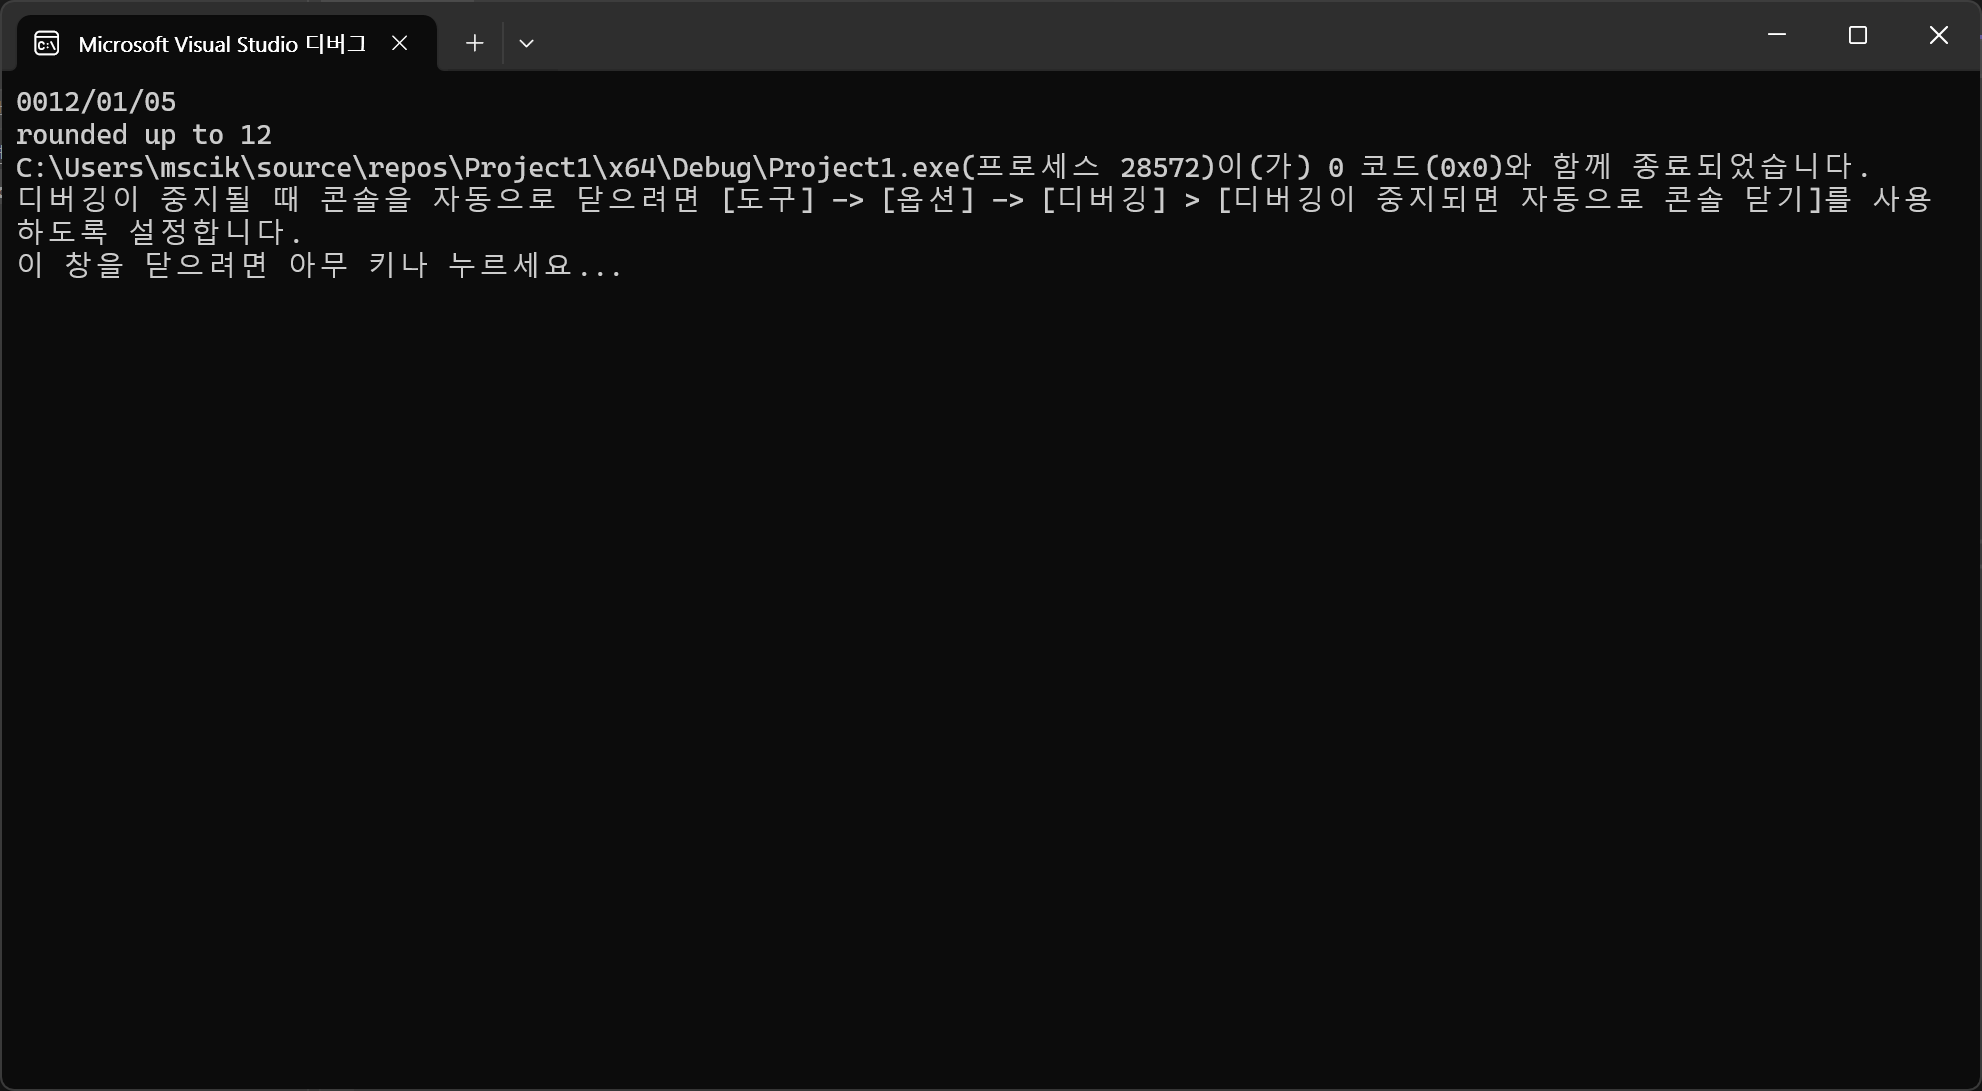 Microsoft Visual Studio 디버그
0012/01/05
rounded up to 12
C:\Users\mscik\source\repos\Project1\x64\Debug\Project1.exe(프로세스 28572)이(가) 0 코드(0x0)와 함께 종료되었습니다.
디버깅이 중지될 때 콘솔을 자동으로 닫으려면 [도구] -> [옵션] -> [디버깅] > [디버깅이 중지되면 자동으로 콘솔 닫기]를 사용
하도록 설정합니다.
이 창을 닫으려면 아무 키나 누르세요...